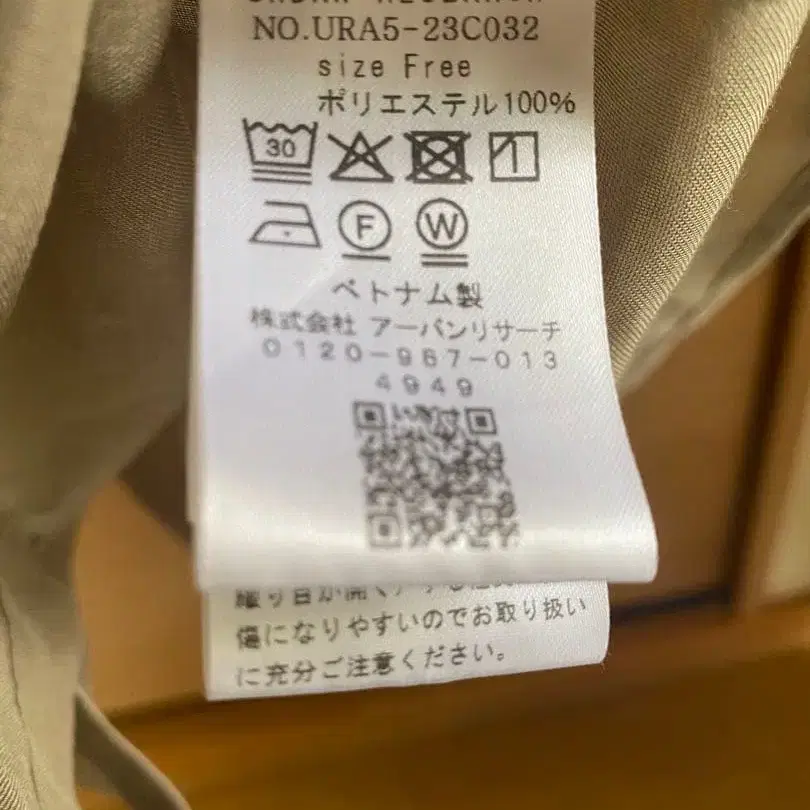 NO.URA5-23C032
size Free
ポリエステル100%
30
F W
ベトナム製
株式会社 アーバンリサーチ
0120-967-013
4949
傷になりやすいのでお取り扱い
に充分ご注意ください。